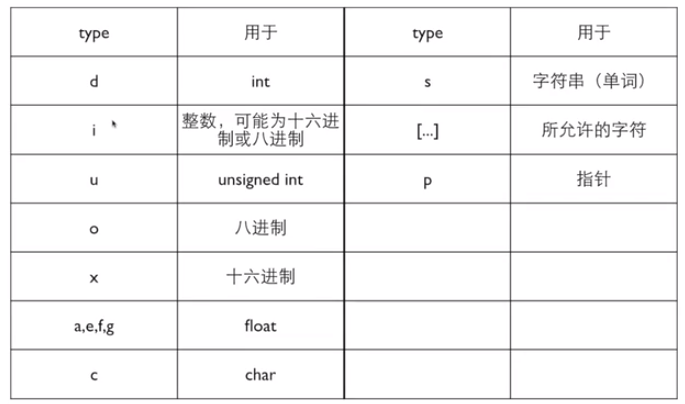 type 用于 type 用于
d int s 字符串（单词）
i 整数，可能为十六进
制或八进制 [...] 所允许的字符
u unsigned int p 指针
o 八进制
x 十六进制
a,e,f,g float
c char